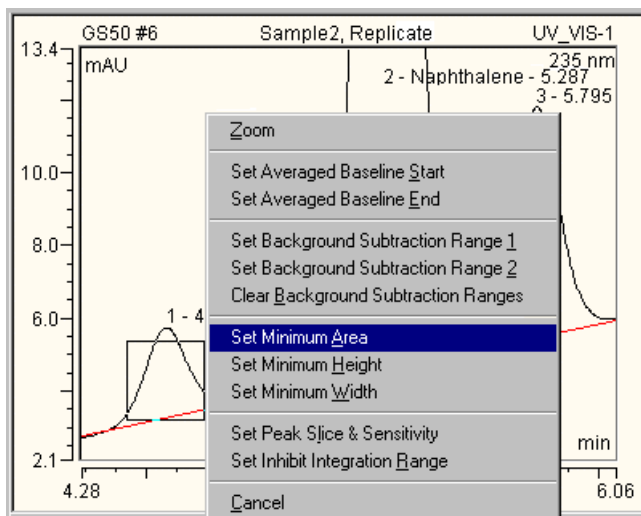 GS50 #6 Sample2, Replicate UV_VIS-1
13.4 mAU 235 nm
2 - Naphthalene - 5.287
3 - 5.795
Zoom
10.0 Set Averaged Baseline Start
Set Averaged Baseline End
8.0 Set Background Subtraction Range 1
Set Background Subtraction Range 2
Clear Background Subtraction Ranges
6.0 1 - 4
Set Minimum Area
Set Minimum Height
Set Minimum Width
Set Peak Slice & Sensitivity
min
2.1 Set Inhibit Integration Range
4.28 6.06
Cancel